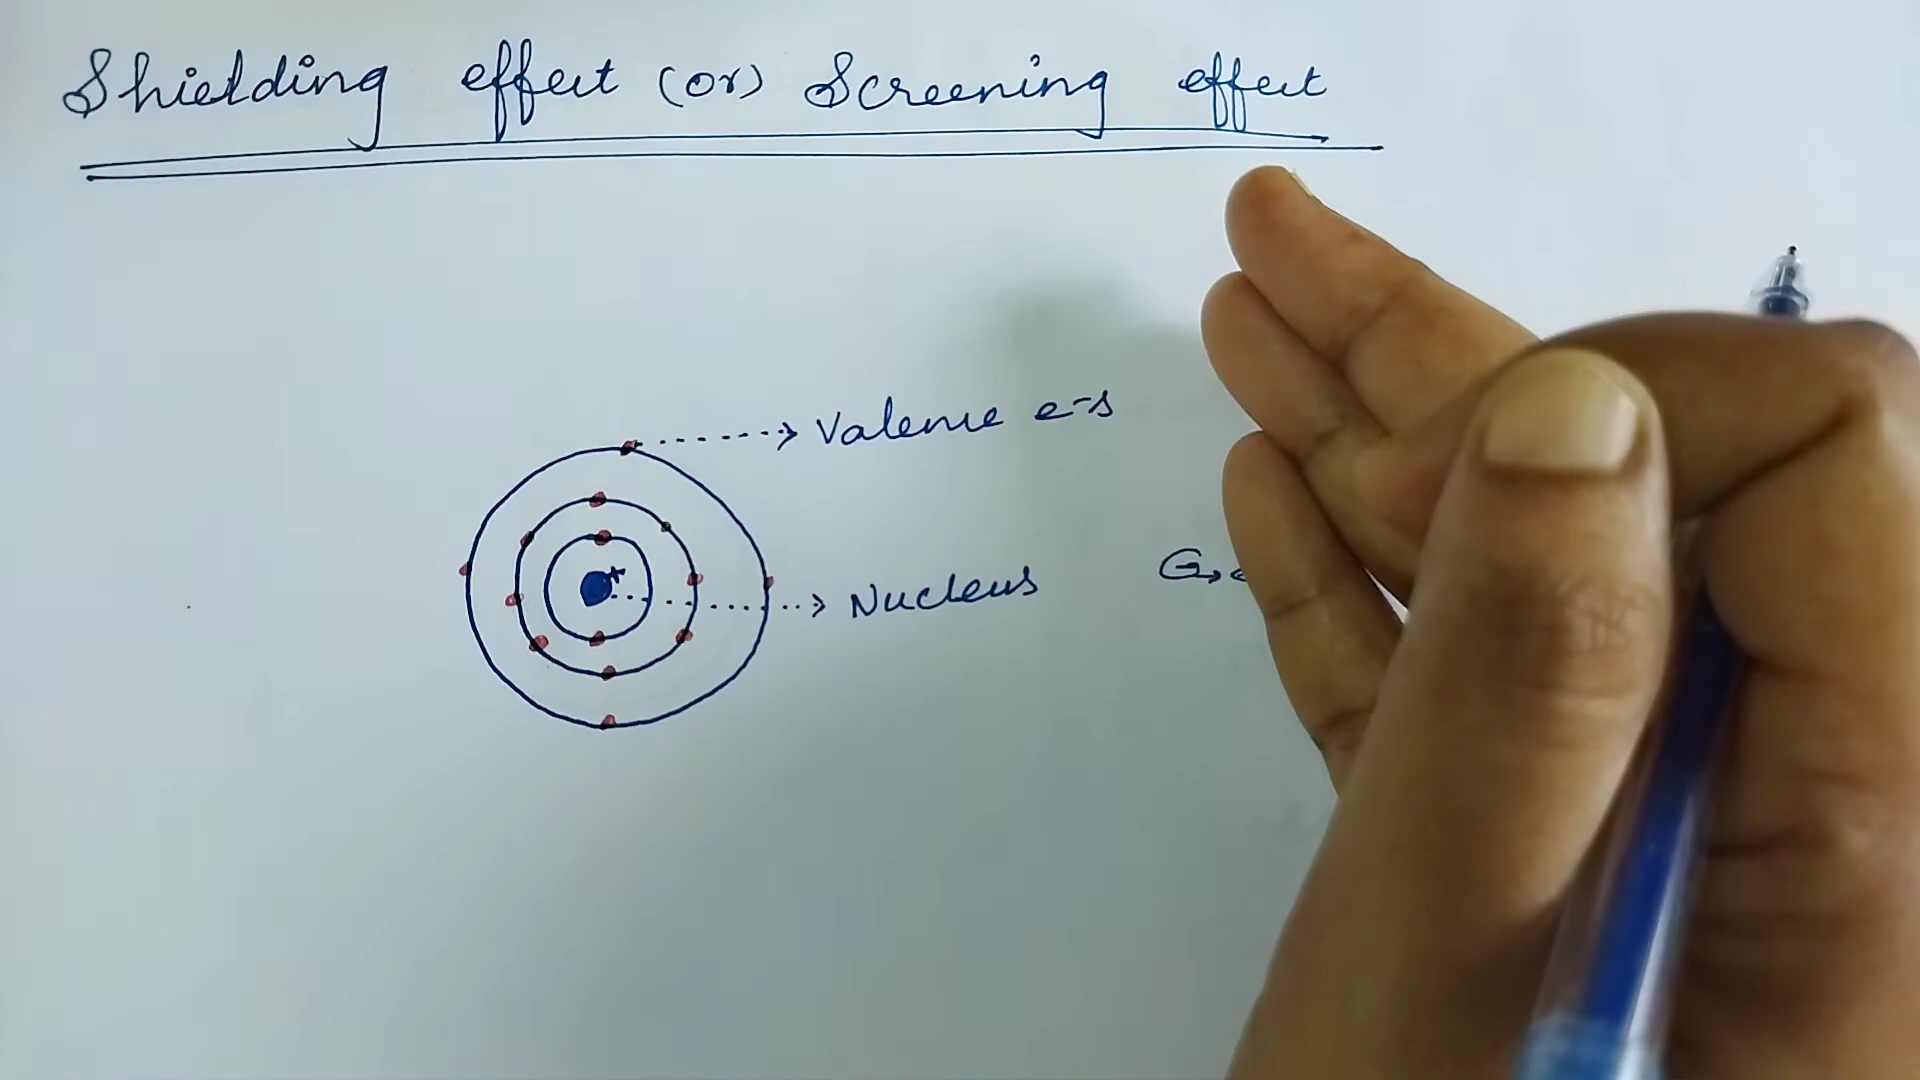 Shielding effect (or) Screening effect
Valence e-s
+
Nucleus